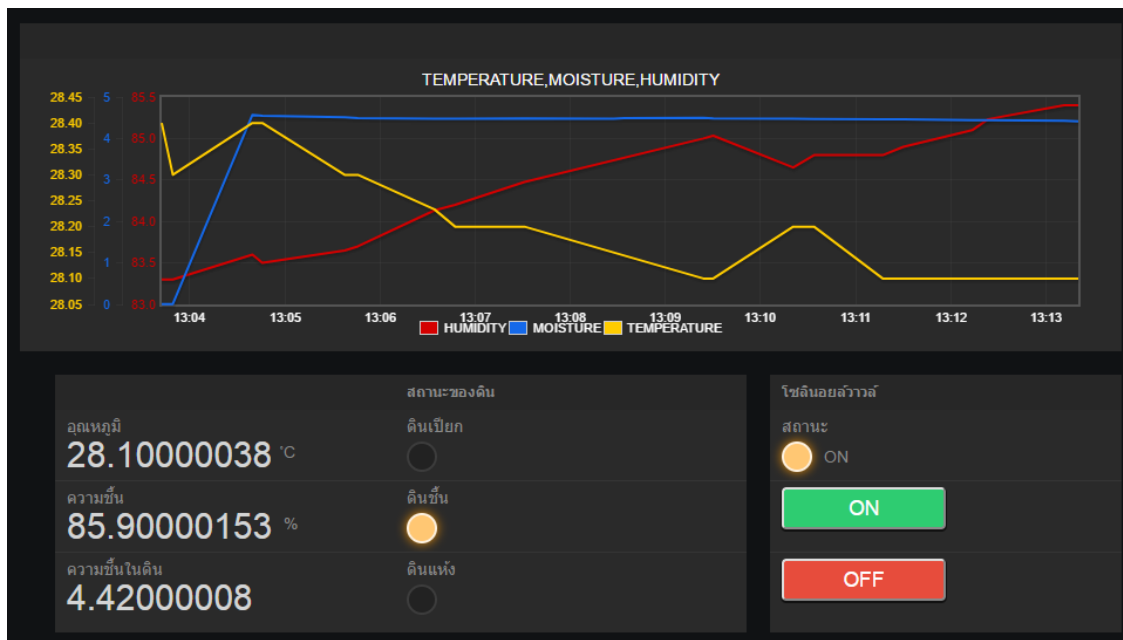 TEMPERATURE,MOISTURE,HUMIDITY
28.45 5 85.5
28.40
28.35 4 85.0
28.30 3 84.5
28.25
28.20 2 84.0
28.15
28.10 1 83.5
28.05 0 83.0
13:04 13:05 13:06 13:07 13:08 13:09 13:10 13:11 13:12 13:13
HUMIDITY MOISTURE TEMPERATURE
สถานะของดิน
โซลินอยล์วาวล์
อุณหภูมิ
28.10000038 °C
ดินเปียก
สถานะ
ON
ความชื้น
85.90000153 %
ดินชื้น
ON
ความชื้นในดิน
4.42000008
ดินแห้ง
OFF